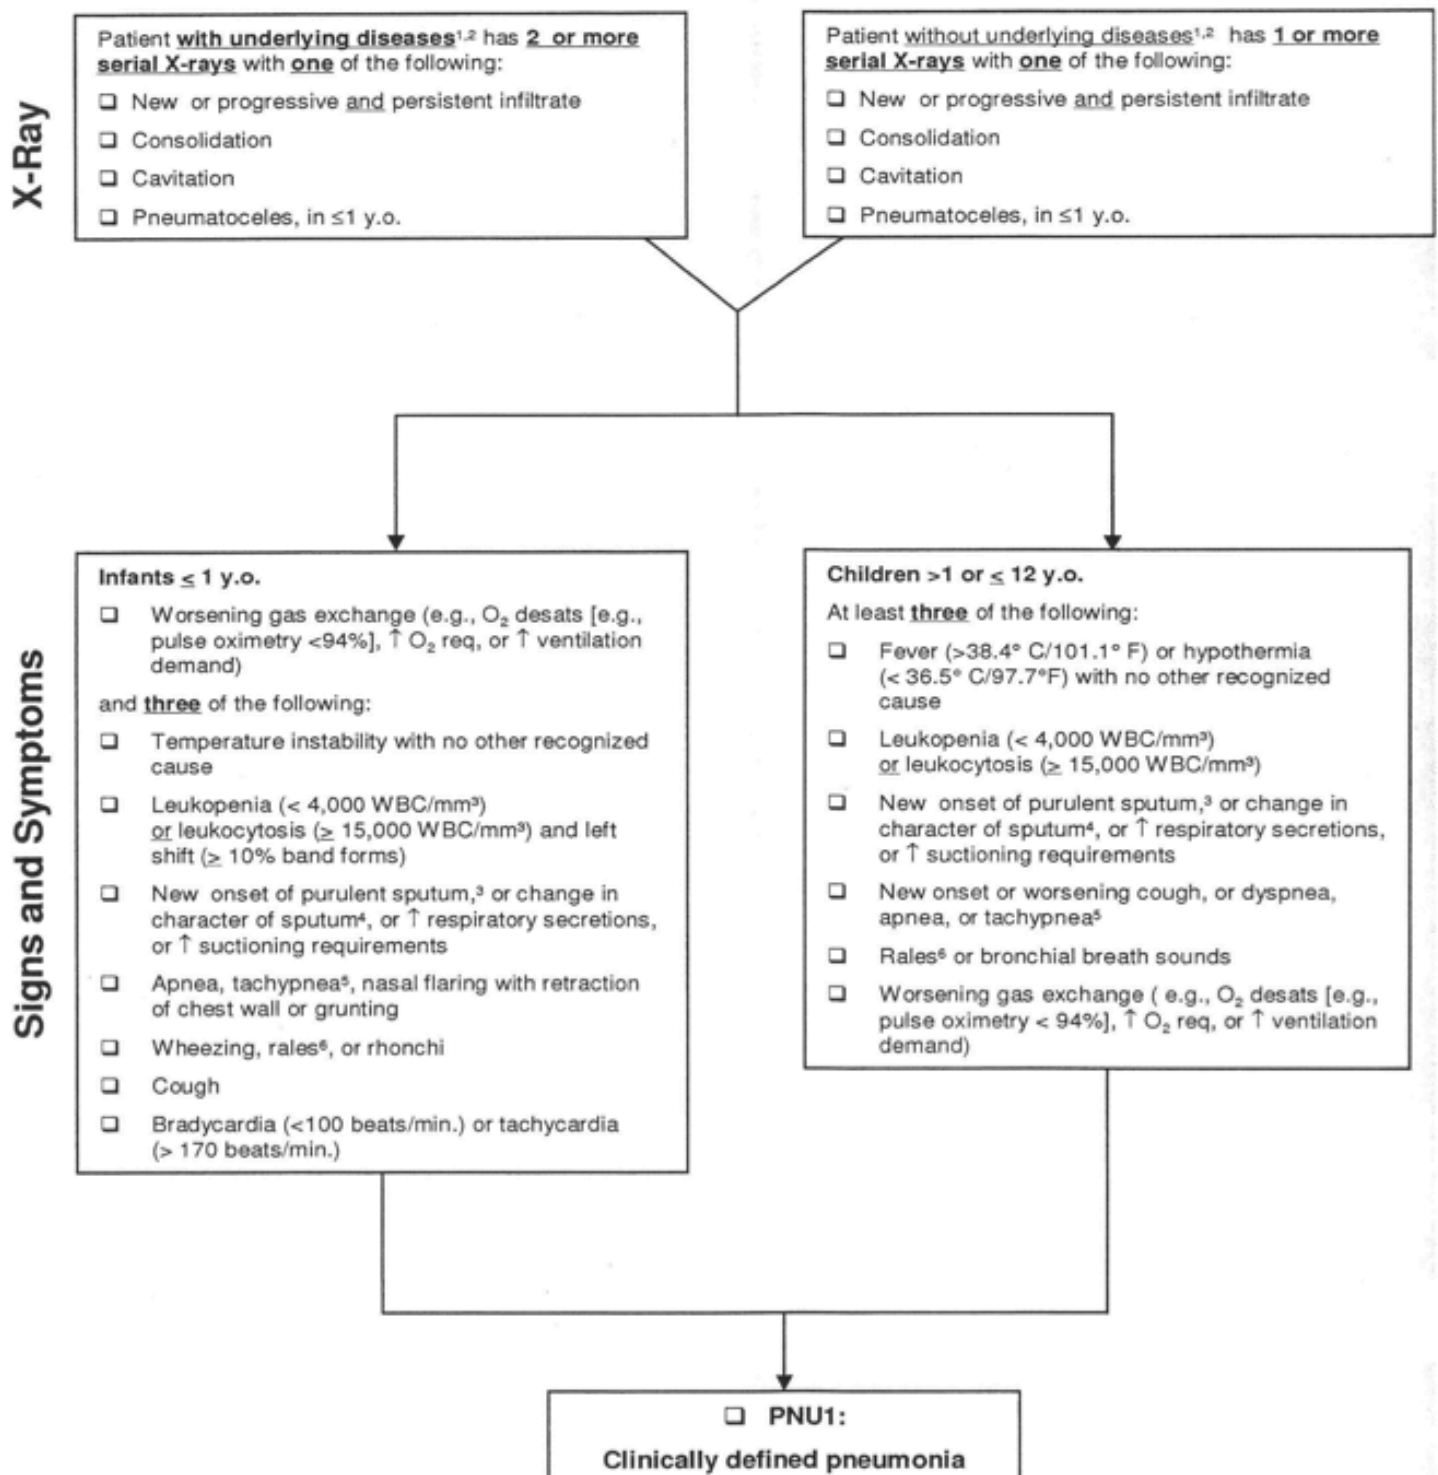 X-Ray
Patient with underlying diseases¹,² has 2 or more
serial X-rays with one of the following:
❑ New or progressive and persistent infiltrate
❑ Consolidation
❑ Cavitation
❑ Pneumatoceles, in ≤1 y.o.
Patient without underlying diseases¹,² has 1 or more
serial X-rays with one of the following:
❑ New or progressive and persistent infiltrate
❑ Consolidation
❑ Cavitation
❑ Pneumatoceles, in ≤1 y.o.
Signs and Symptoms
Infants ≤ 1 y.o.
❑ Worsening gas exchange (e.g., O₂ desats [e.g.,
pulse oximetry <94%], ↑ O₂ req, or ↑ ventilation
demand)
and three of the following:
❑ Temperature instability with no other recognized
cause
❑ Leukopenia (< 4,000 WBC/mm³)
or leukocytosis (≥ 15,000 WBC/mm³) and left
shift (≥ 10% band forms)
❑ New onset of purulent sputum,³ or change in
character of sputum⁴, or ↑ respiratory secretions,
or ↑ suctioning requirements
❑ Apnea, tachypnea⁵, nasal flaring with retraction
of chest wall or grunting
❑ Wheezing, rales⁶, or rhonchi
❑ Cough
❑ Bradycardia (<100 beats/min.) or tachycardia
(> 170 beats/min.)
Children >1 or ≤ 12 y.o.
At least three of the following:
❑ Fever (>38.4° C/101.1° F) or hypothermia
(< 36.5° C/97.7°F) with no other recognized
cause
❑ Leukopenia (< 4,000 WBC/mm³)
or leukocytosis (≥ 15,000 WBC/mm³)
❑ New onset of purulent sputum,³ or change in
character of sputum⁴, or ↑ respiratory secretions,
or ↑ suctioning requirements
❑ New onset or worsening cough, or dyspnea,
apnea, or tachypnea⁵
❑ Rales⁶ or bronchial breath sounds
❑ Worsening gas exchange ( e.g., O₂ desats [e.g.,
pulse oximetry < 94%], ↑ O₂ req, or ↑ ventilation
demand)
❑ PNU1:
Clinically defined pneumonia